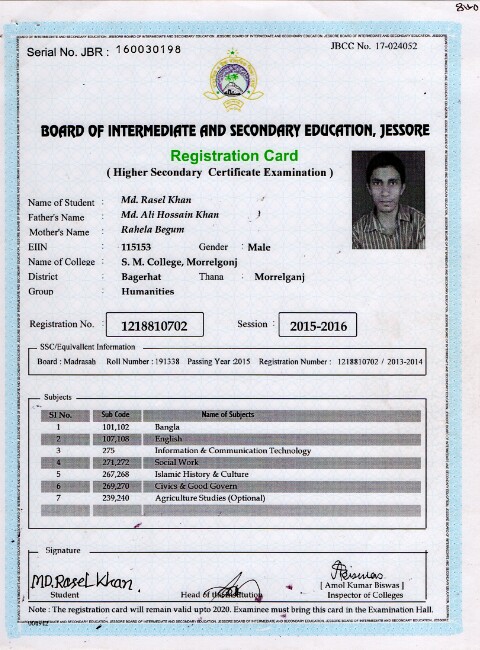 840
Serial No. JBR : 160030198
JBCC No. 17-024052
BOARD OF INTERMEDIATE AND SECONDARY EDUCATION, JESSORE
Registration Card
( Higher Secondary Certificate Examination )
Name of Student : Md. Rasel Khan
Father's Name : Md. Ali Hossain Khan
Mother's Name : Rahela Begum
EIIN : 115153 Gender : Male
Name of College : S. M. College, Morrelgonj
District : Bagerhat Thana : Morrelganj
Group : Humanities
Registration No. 1218810702 Session : 2015-2016
SSC/Equivallent Information
Board : Madrasah Roll Number : 191338 Passing Year :2015 Registration Number : 1218810702 / 2013-2014
Subjects
Sl No. Sub Code Name of Subjects
1 101,102 Bangla
2 107,108 English
3 275 Information & Communication Technology
4 271,272 Social Work
5 267,268 Islamic History & Culture
6 269,270 Civics & Good Govern
7 239,240 Agriculture Studies (Optional)
Signature
MD. Rasel Khan.
Student
Head of the Institution
[ Amol Kumar Biswas ]
Inspector of Colleges
Note : The registration card will remain valid upto 2020. Examinee must bring this card in the Examination Hall.